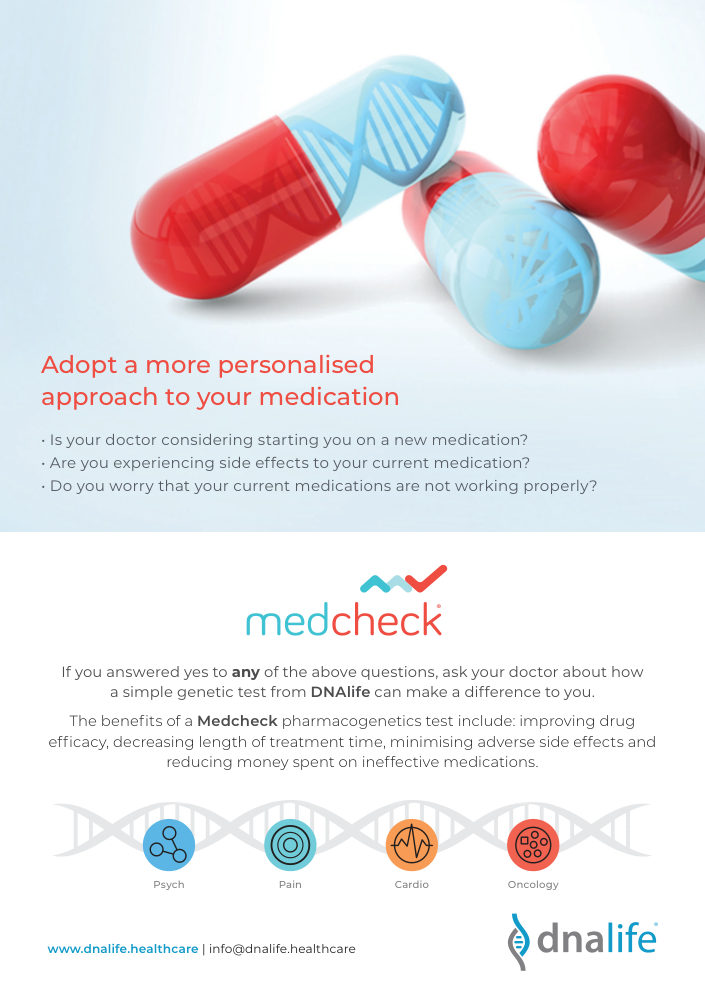 Adopt a more personalised
approach to your medication
• Is your doctor considering starting you on a new medication?
• Are you experiencing side effects to your current medication?
• Do you worry that your current medications are not working properly?
medcheck®
If you answered yes to any of the above questions, ask your doctor about how
a simple genetic test from DNAlife can make a difference to you.
The benefits of a Medcheck pharmacogenetics test include: improving drug
efficacy, decreasing length of treatment time, minimising adverse side effects and
reducing money spent on ineffective medications.
Psych
Pain
Cardio
Oncology
www.dnalife.healthcare | info@dnalife.healthcare
dnalife®